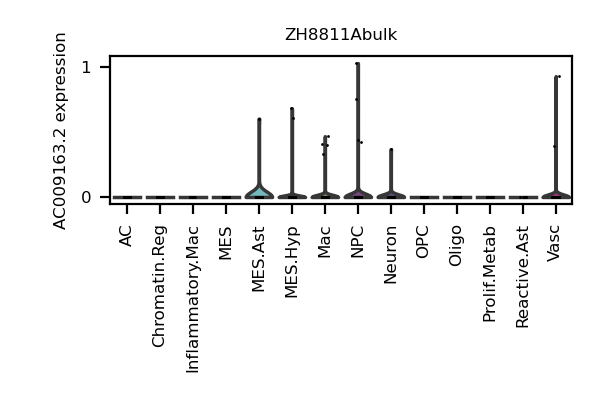 ZH8811Abulk
AC009163.2 expression
1
0
AC
Chromatin.Reg
Inflammatory.Mac
MES
MES.Ast
MES.Hyp
Mac
NPC
Neuron
OPC
Oligo
Prolif.Metab
Reactive.Ast
Vasc